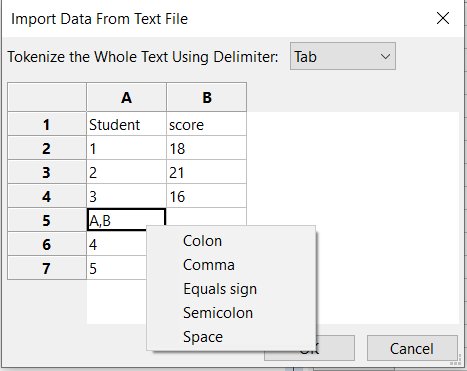 Import Data From Text File
Tokenize the Whole Text Using Delimiter: Tab
A B
1 Student score
2 1 18
3 2 21
4 3 16
5 A,B
6 4
7 5
Colon
Comma
Equals sign
Semicolon
Space
Cancel